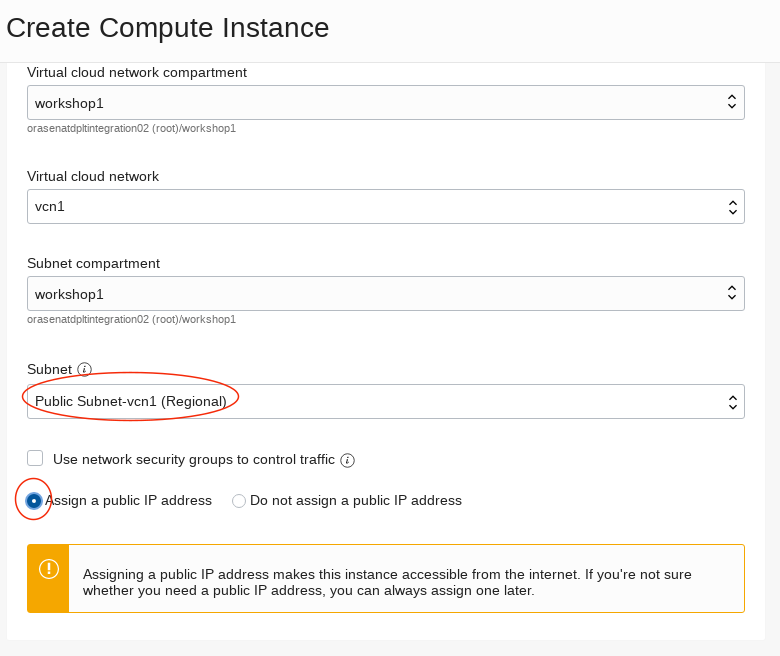 Create Compute Instance
Virtual cloud network compartment
workshop1
orasenatdpltintegration02 (root)/workshop1
Virtual cloud network
vcn1
Subnet compartment
workshop1
orasenatdpltintegration02 (root)/workshop1
Subnet
Public Subnet-vcn1 (Regional)
Use network security groups to control traffic
Assign a public IP address Do not assign a public IP address
Assigning a public IP address makes this instance accessible from the internet. If you're not sure
whether you need a public IP address, you can always assign one later.